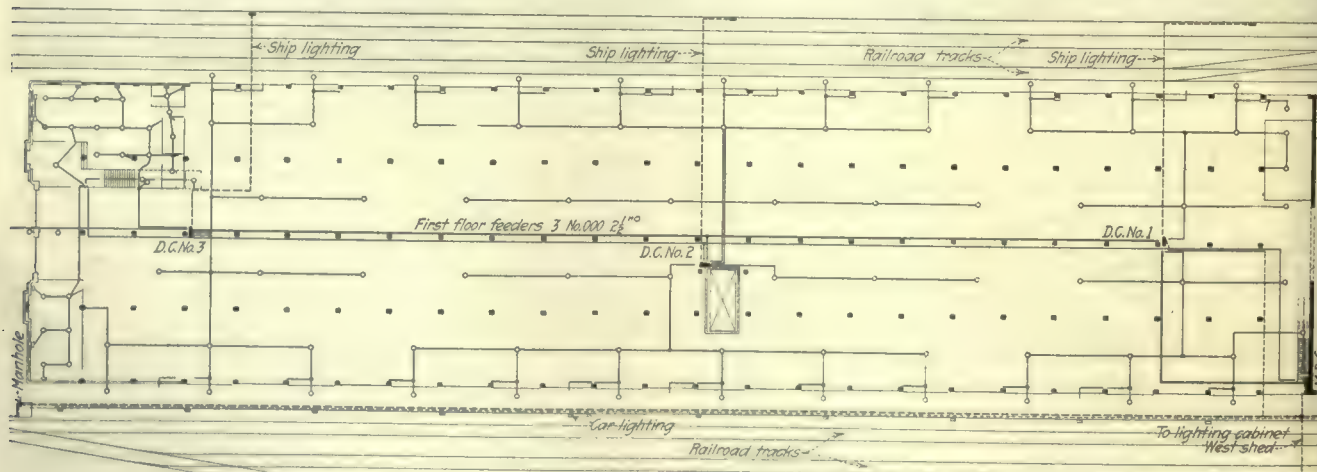 Ship lighting
Ship lighting
Railroad tracks
Ship lighting
First floor feeders 3 No.000 2½"⌀
D.C. No. 3
D.C. No. 2
D.C. No. 1
Manhole
Car lighting
Railroad tracks
To lighting cabinet
West shed